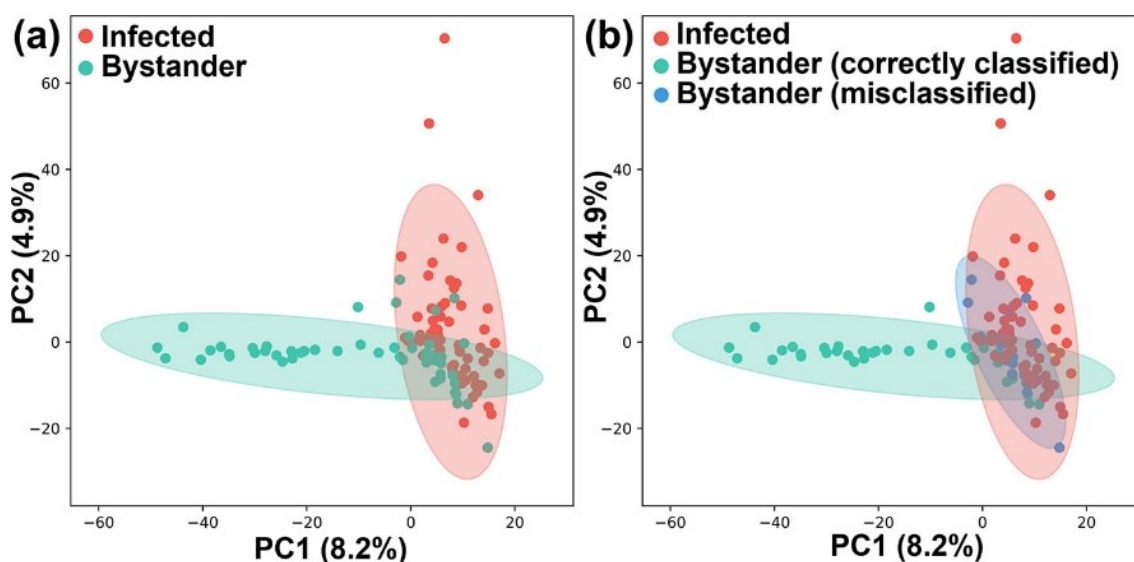 (a)
Infected
Bystander
PC2 (4.9%)
60
40
20
0
−20
−60
−40
−20
0
20
PC1 (8.2%)
(b)
Infected
Bystander (correctly classified)
Bystander (misclassified)
PC2 (4.9%)
60
40
20
0
−20
−60
−40
−20
0
20
PC1 (8.2%)